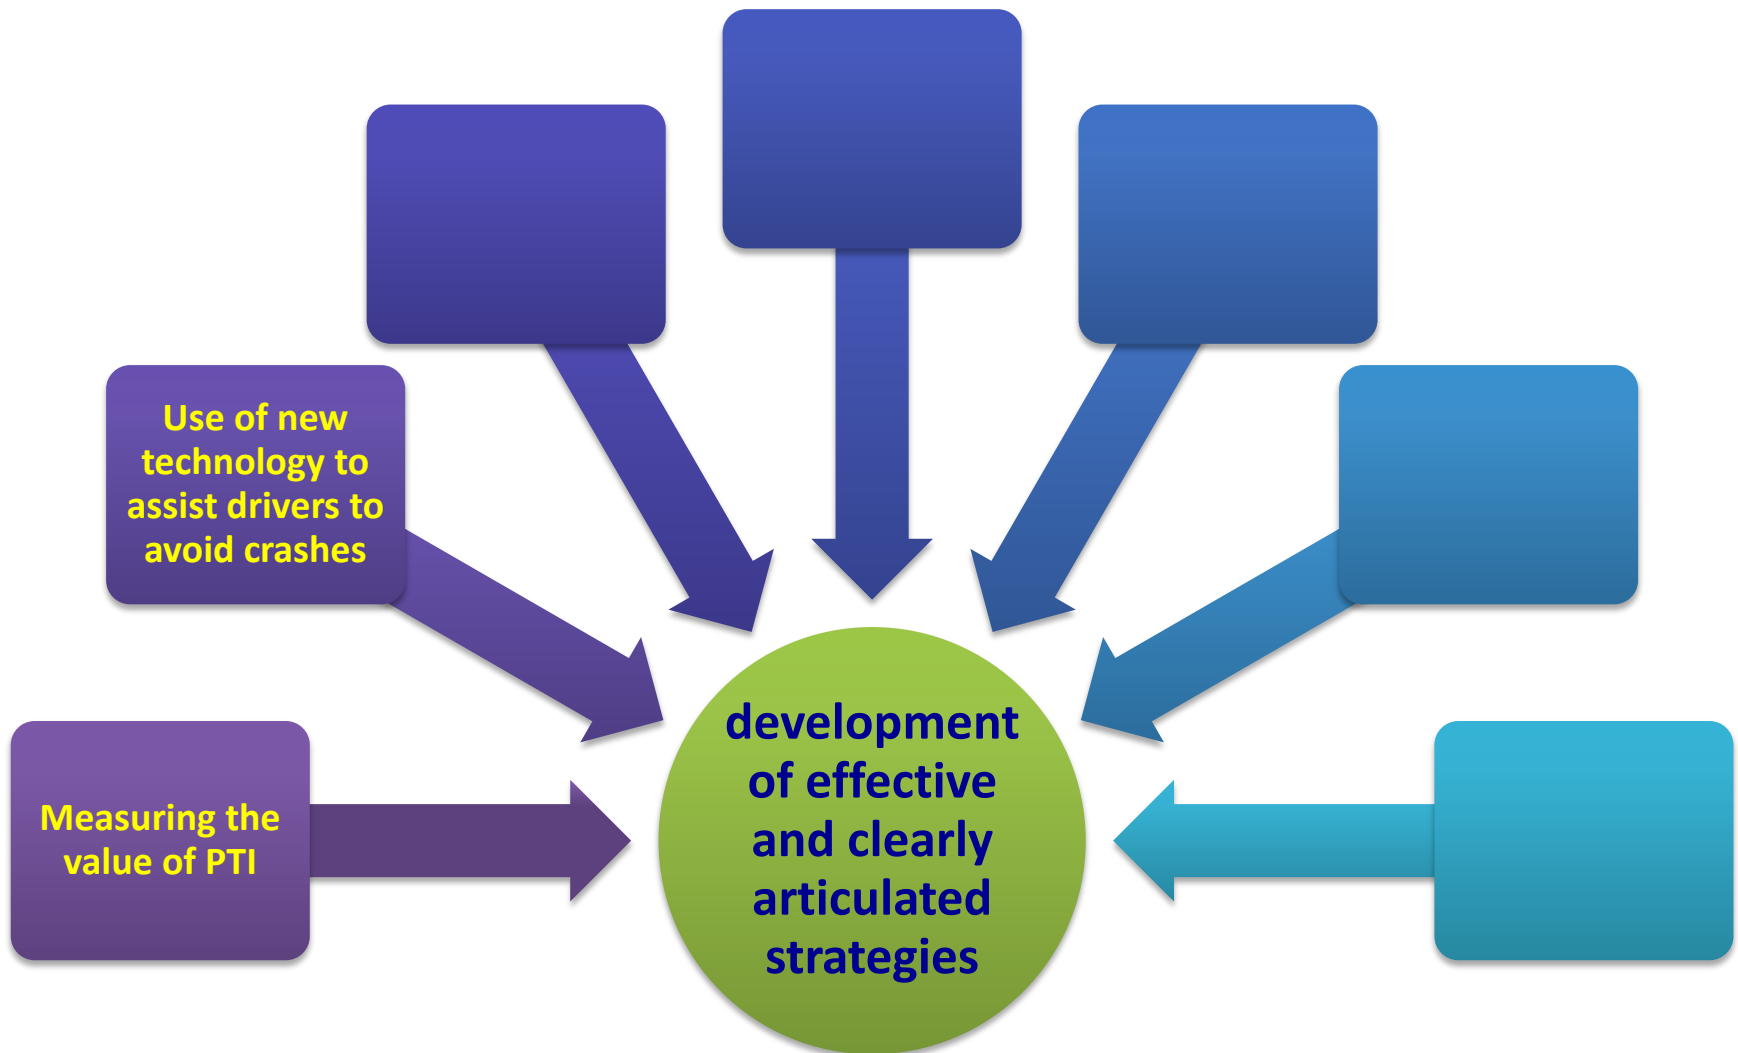 Use of new
technology to
assist drivers to
avoid crashes
Measuring the
value of PTI
development
of effective
and clearly
articulated
strategies